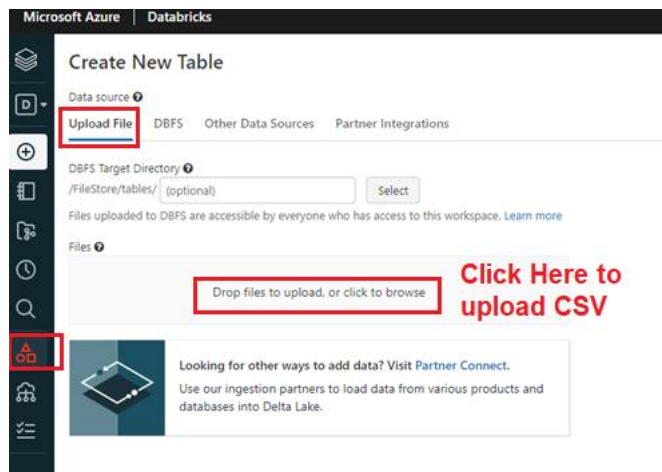 Microsoft Azure | Databricks
Create New Table
Data source
Upload File DBFS Other Data Sources Partner Integrations
DBFS Target Directory
/FileStore/tables/ (optional) Select
Files uploaded to DBFS are accessible by everyone who has access to this workspace. Learn more
Files
Drop files to upload, or click to browse
Click Here to
upload CSV
Looking for other ways to add data? Visit Partner Connect.
Use our ingestion partners to load data from various products and
databases into Delta Lake.
D